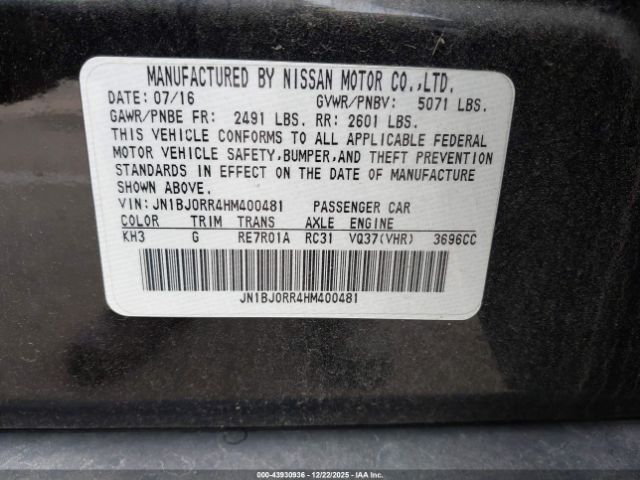 MANUFACTURED BY NISSAN MOTOR CO.,LTD.
DATE: 07/16 GVWR/PNBV: 5071 LBS.
GAWR/PNBE FR: 2491 LBS. RR: 2601 LBS.
THIS VEHICLE CONFORMS TO ALL APPLICABLE FEDERAL
MOTOR VEHICLE SAFETY,BUMPER,AND THEFT PREVENTION
STANDARDS IN EFFECT ON THE DATE OF MANUFACTURE
SHOWN ABOVE.
VIN: JN1BJ0RR4HM400481 PASSENGER CAR
COLOR TRIM TRANS AXLE ENGINE
KH3 G RE7R01A RC31 VQ37(VHR) 3696CC
JN1BJ0RR4HM400481
000-43930936 - 12/22/2025 - IAA Inc.